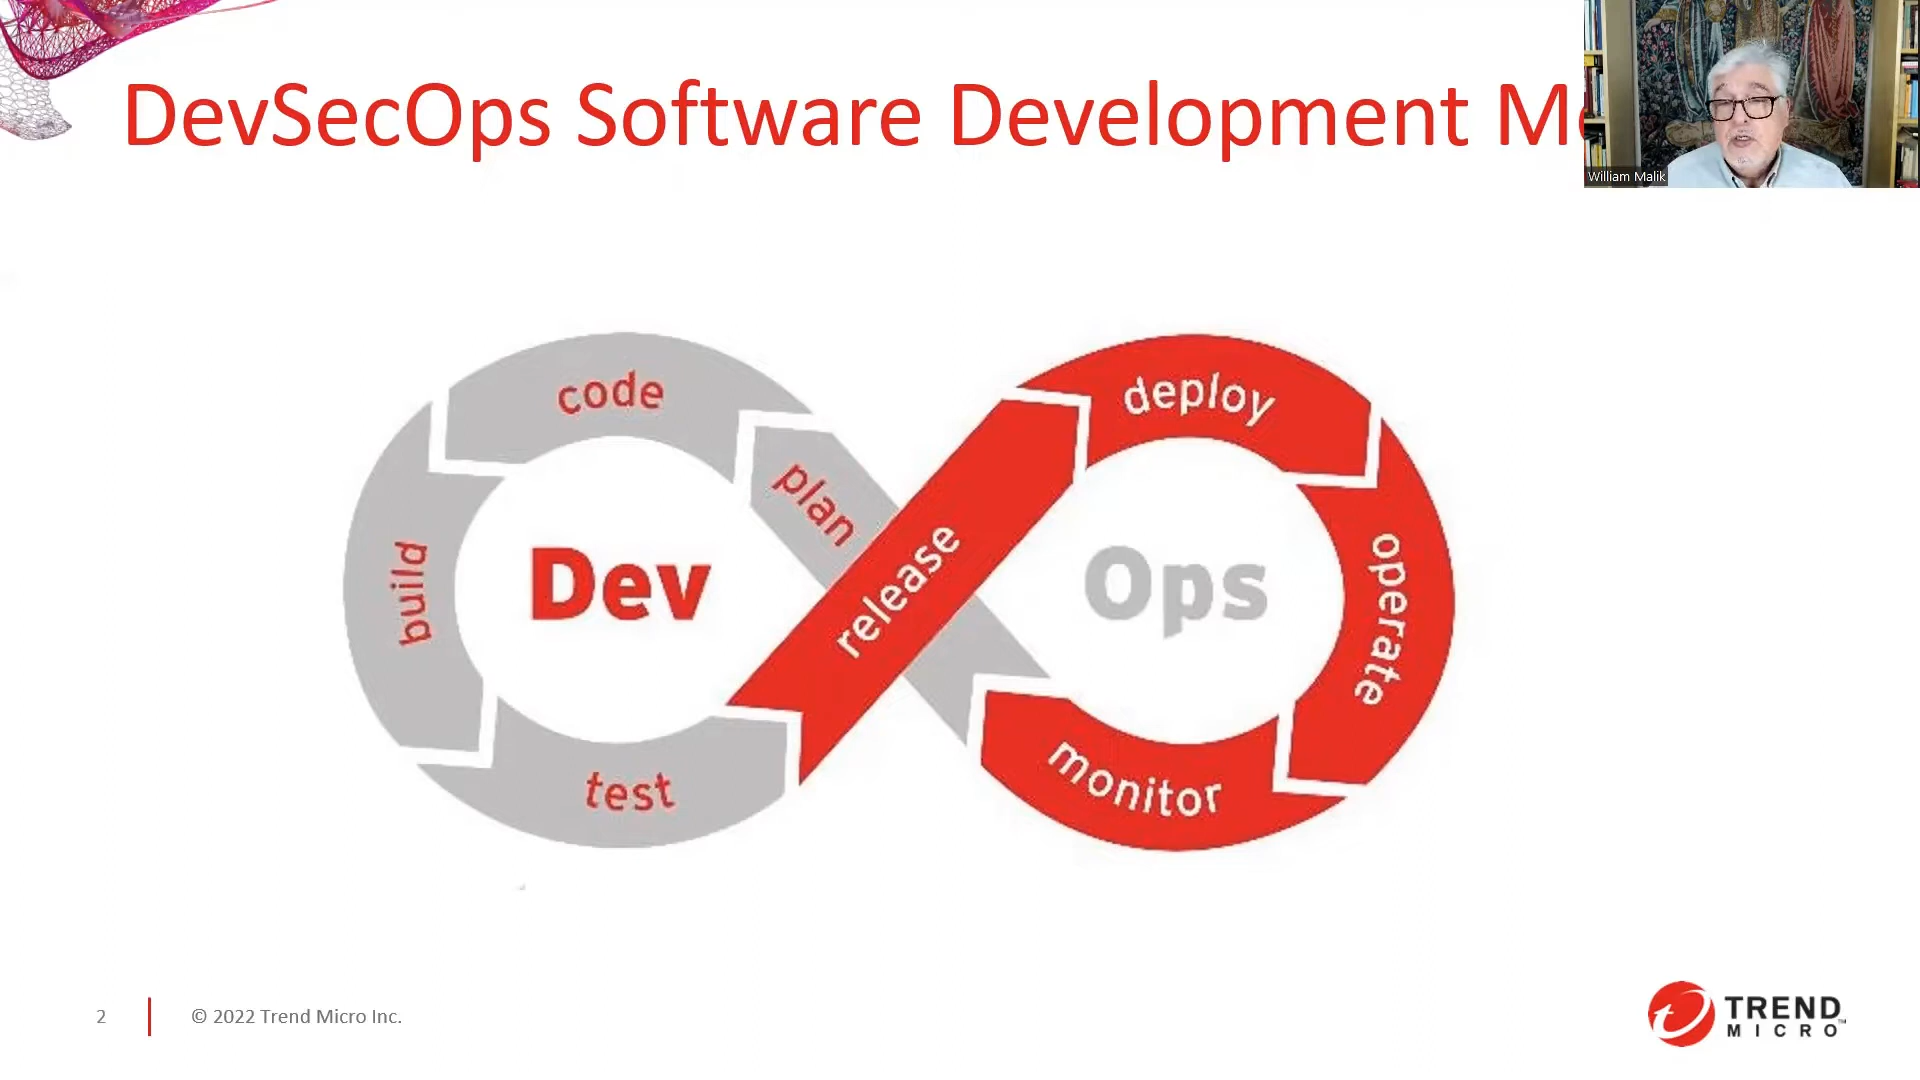 DevSecOps Software Development M
William Malik
code
plan
build
Dev
test
release
deploy
Ops
operate
monitor
2
© 2022 Trend Micro Inc.
TREND
MICRO™